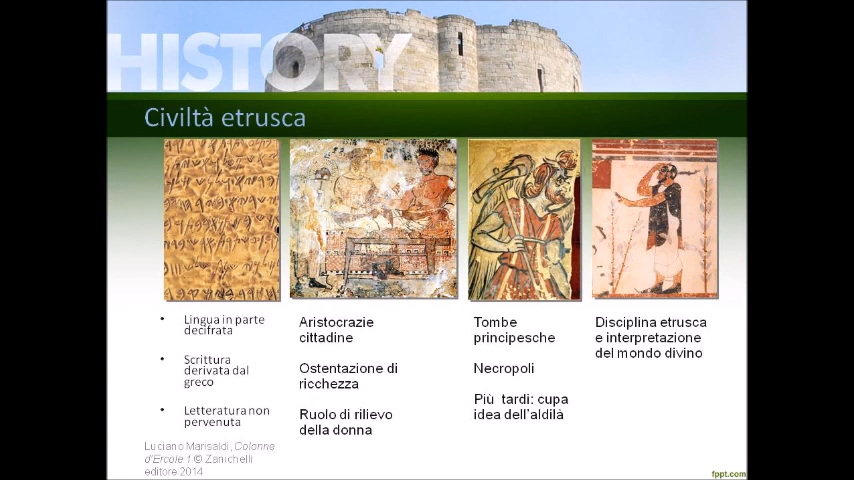 HISTORY
Civiltà etrusca
Lingua in parte
decifrata
Scrittura
derivata dal
greco
Letteratura non
pervenuta
Aristocrazie
cittadine
Ostentazione di
ricchezza
Ruolo di rilievo
della donna
Tombe
principesche
Necropoli
Più tardi: cupa
idea dell'aldilà
Disciplina etrusca
e interpretazione
del mondo divino
Luciano Marisaldi, Colonne
d'Ercole 1 © Zanichelli
editore 2014
fppt.com